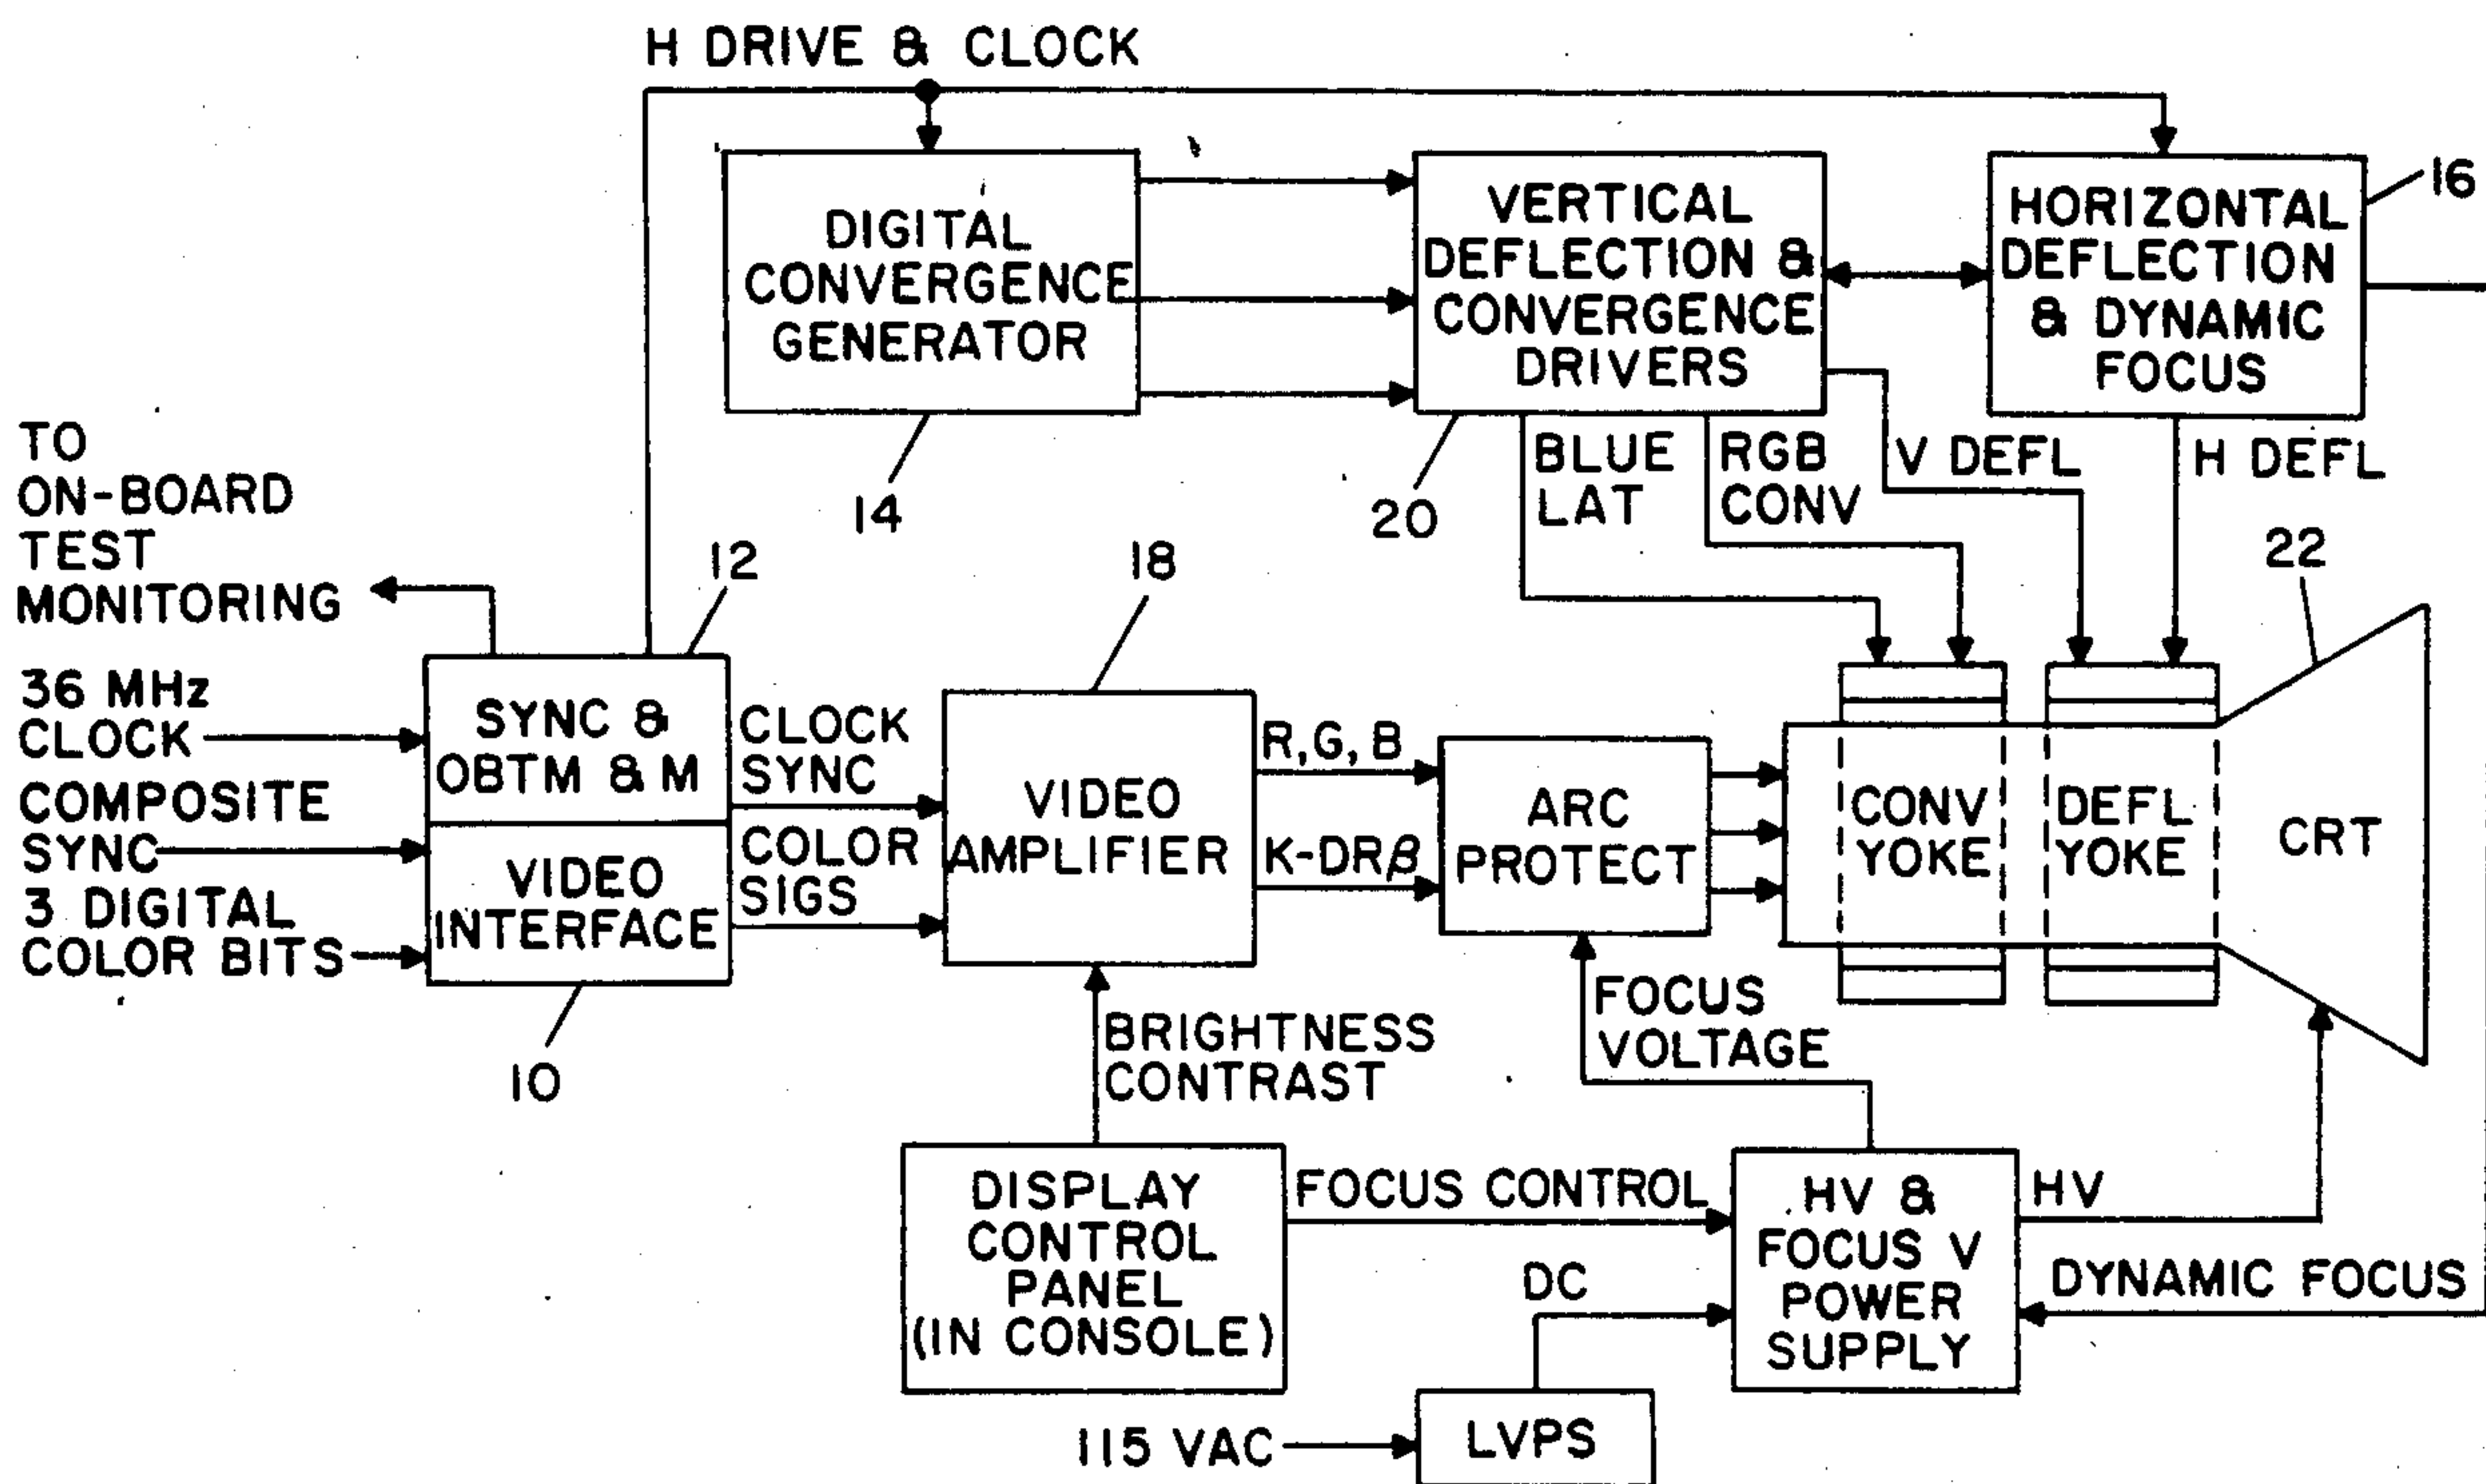 H DRIVE & CLOCK
DIGITAL
CONVERGENCE
GENERATOR
14
VERTICAL
DEFLECTION &
CONVERGENCE
DRIVERS
20
HORIZONTAL
DEFLECTION
& DYNAMIC
FOCUS
16
BLUE
LAT
RGB
CONV
V DEFL
H DEFL
22
TO
ON-BOARD
TEST
MONITORING
12
18
36 MHz
CLOCK
COMPOSITE
SYNC
3 DIGITAL
COLOR BITS
SYNC &
OBTM & M
VIDEO
INTERFACE
10
CLOCK
SYNC
COLOR
SIGS
VIDEO
AMPLIFIER
R,G,B
K-DRβ
ARC
PROTECT
CONV
YOKE
DEFL
YOKE
CRT
BRIGHTNESS
CONTRAST
FOCUS
VOLTAGE
DISPLAY
CONTROL
PANEL
(IN CONSOLE)
FOCUS CONTROL
DC
HV &
FOCUS V
POWER
SUPPLY
HV
DYNAMIC FOCUS
115 VAC
LVPS